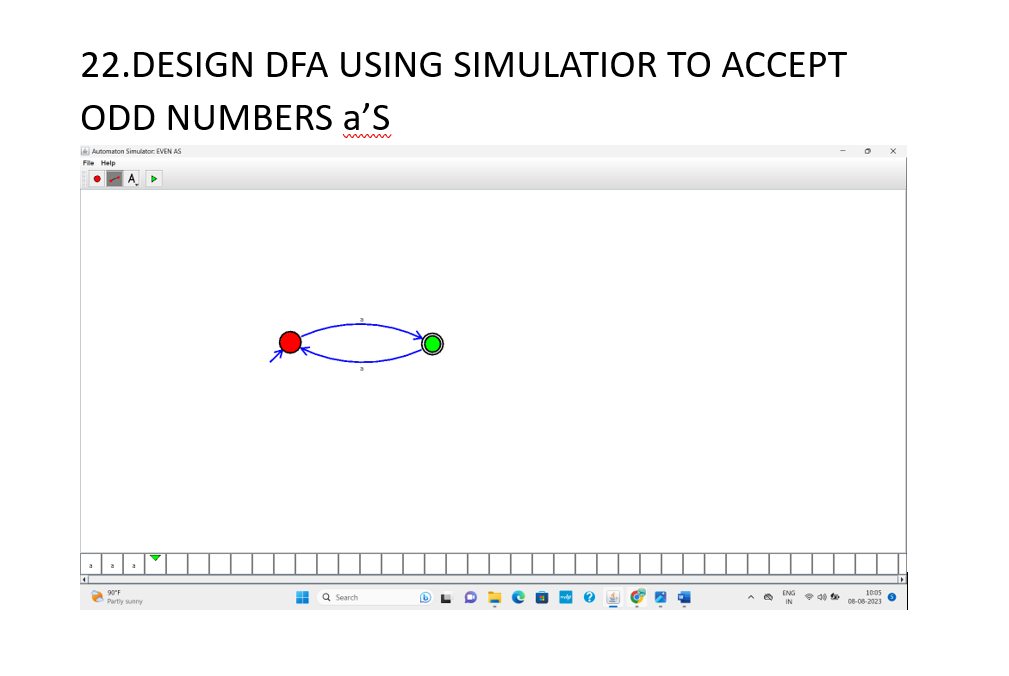 22.DESIGN DFA USING SIMULATIOR TO ACCEPT
ODD NUMBERS a’S
Automaton Simulator: EVEN AS
File Help
A
a
a
a a a
90°F
Partly sunny
Search
ENG
IN
10:05
08-08-2023